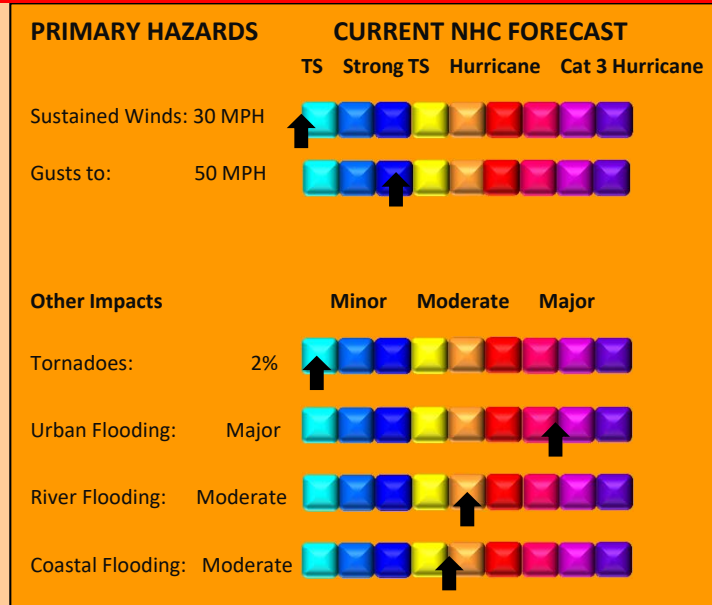 PRIMARY HAZARDS CURRENT NHC FORECAST
TS Strong TS Hurricane Cat 3 Hurricane
Sustained Winds: 30 MPH
Gusts to: 50 MPH
Other Impacts Minor Moderate Major
Tornadoes: 2%
Urban Flooding: Major
River Flooding: Moderate
Coastal Flooding: Moderate